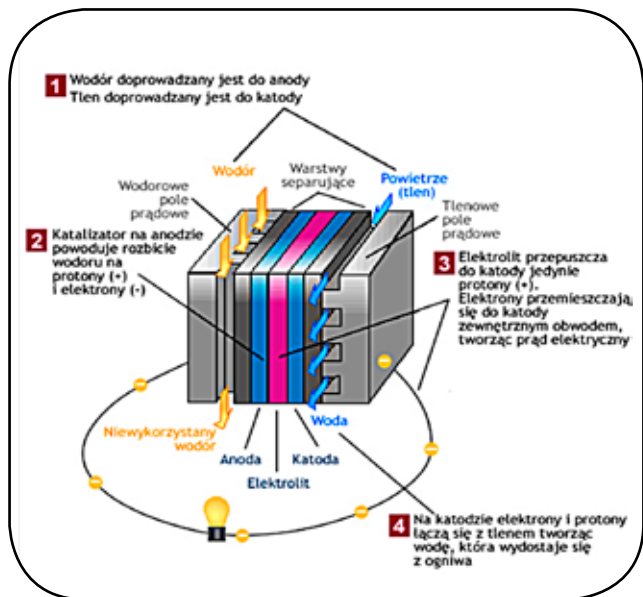 1 Wodór doprowadzany jest do anody
Tlen doprowadzany jest do katody
Wodór
Warstwy
separujące
Powietrze
(tlen)
Wodorowe
pole
prądowe
Tlenowe
pole
prądowe
2 Katalizator na anodzie
powoduje rozbicie
wodoru na
protony (+)
i elektrony (-)
3 Elektrolit przepuszcza
do katody jedynie
protony (+).
Elektrony przemieszczają
się do katody
zewnętrznym obwodem,
tworząc prąd elektryczny
Niewykorzystany
wodór
Woda
Anoda
Katoda
Elektrolit
4 Na katodzie elektrony i protony
łączą się z tlenem tworząc
wodę, która wydostaje się
z ogniwa